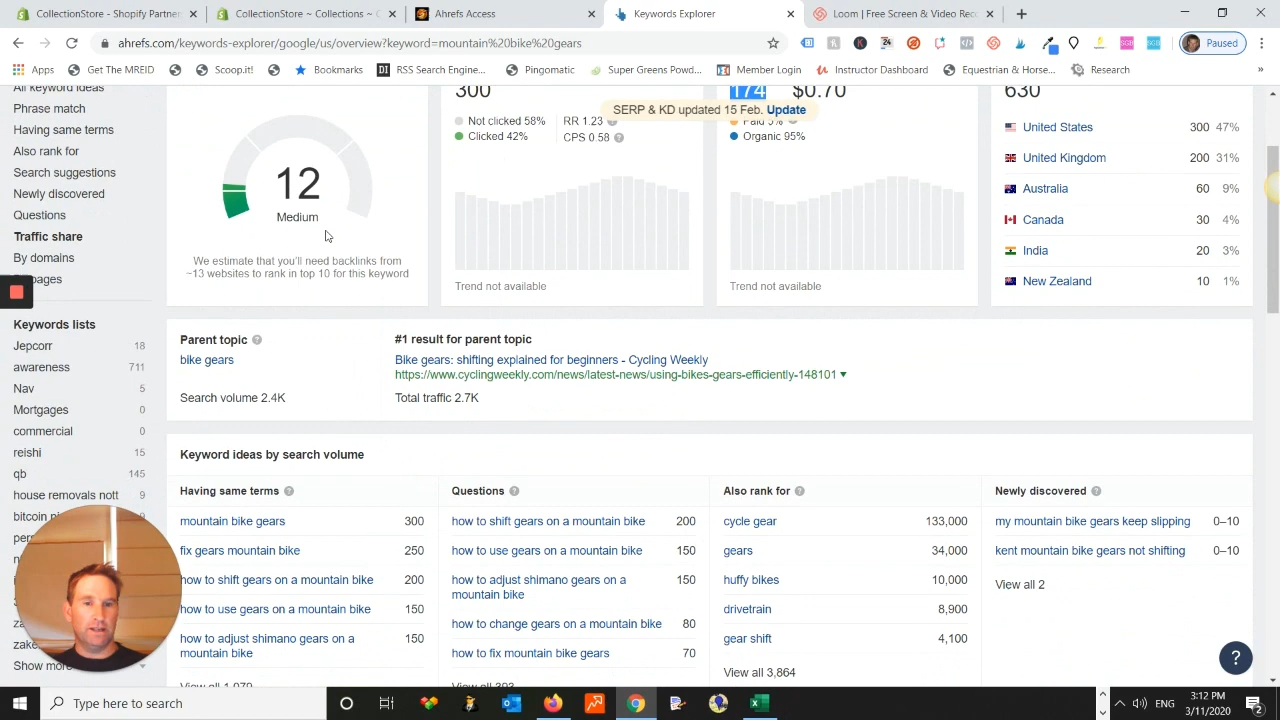 CollectionStore - Shopify Partner
CollectionStore ~ Collections ~ C
Ahrefs Access
Keywords Explorer
Loom | Free Screen & Video Rec
ahrefs.com/keywords-explorer/google/us/overview?keyword=mountain%20bike%20gears
Paused
Apps
Get The MREID
Scoop.it!
Bookmarks
RSS Search Engine...
Pingomatic
Super Greens Powd...
Member Login
Instructor Dashboard
Equestrian & Horse...
Research
All keyword ideas
Phrase match
Having same terms
Also rank for
Search suggestions
Newly discovered
Questions
Traffic share
By domains
pages
Keywords lists
Jepcorr 18
awareness 711
Nav 5
Mortgages 0
commercial 0
reishi 15
qb 145
house removals nott 9
bitcoin
Show more
12
Medium
We estimate that you'll need backlinks from
~13 websites to rank in top 10 for this keyword
300
Not clicked 58%
Clicked 42%
RR 1.23
CPS 0.58
Trend not available
174 $0.70
SERP & KD updated 15 Feb. Update
Paid 5%
Organic 95%
Trend not available
630
United States 300 47%
United Kingdom 200 31%
Australia 60 9%
Canada 30 4%
India 20 3%
New Zealand 10 1%
Parent topic
bike gears
Search volume 2.4K
#1 result for parent topic
Bike gears: shifting explained for beginners - Cycling Weekly
https://www.cyclingweekly.com/news/latest-news/using-bikes-gears-efficiently-148101
Total traffic 2.7K
Keyword ideas by search volume
Having same terms
mountain bike gears 300
fix gears mountain bike 250
how to shift gears on a mountain bike 200
how to use gears on a mountain bike 150
how to adjust shimano gears on a 150
mountain bike
View all 1,079
Questions
how to shift gears on a mountain bike 200
how to use gears on a mountain bike 150
how to adjust shimano gears on a 150
mountain bike
how to change gears on a mountain bike 80
how to fix mountain bike gears 70
View all 393
Also rank for
cycle gear 133,000
gears 34,000
huffy bikes 10,000
drivetrain 8,900
gear shift 4,100
View all 3,864
Newly discovered
my mountain bike gears keep slipping 0–10
kent mountain bike gears not shifting 0–10
View all 2
?
Type here to search
ENG
3:12 PM
3/11/2020
2